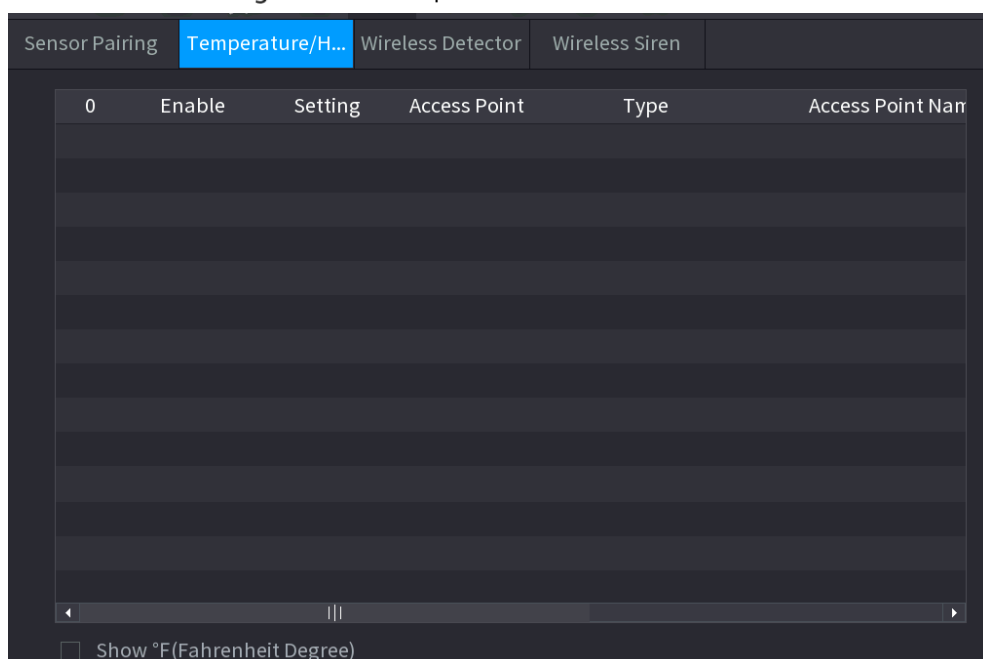 Sensor Pairing Temperature/H... Wireless Detector Wireless Siren
0 Enable Setting Access Point Type Access Point Nam
Show °F(Fahrenheit Degree)